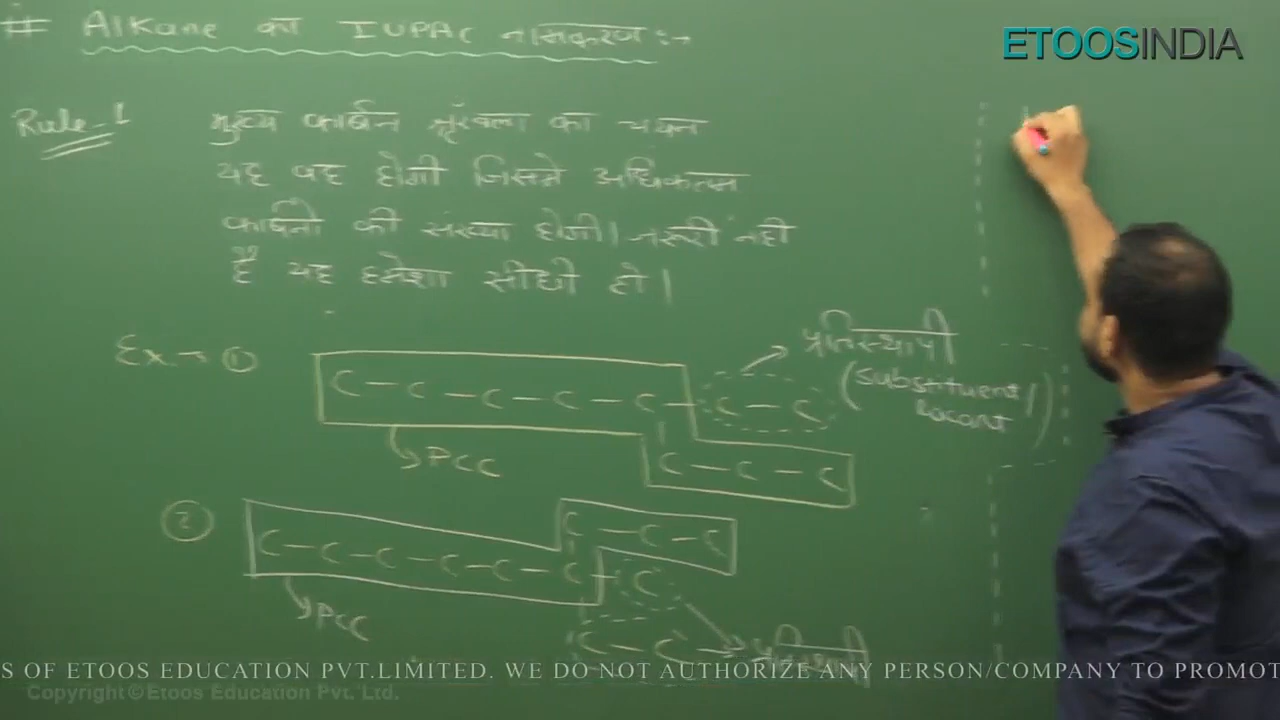 # Alkane का IUPAC नामकरण :-
ETOOSINDIA
Rule-1 मुख्य कार्बन श्रृंखला का चयन
यह वह होगी जिसमे अधिकतम
कार्बनो की संख्या होगी। जरूरी नही
है यह हमेशा सीधी हो।
Ex → ①
C – C – C – C – C – C – C
C – C – C
PCC
प्रतिस्थापी
(substituent /
②
C – C – C
C – C – C – C – C – C – C
PCC
C – C → प्रतिस्थापी
S OF ETOOS EDUCATION PVT.LIMITED. WE DO NOT AUTHORIZE ANY PERSON/COMPANY TO PROMOT
Copyright©Etoos Education Pvt. Ltd.